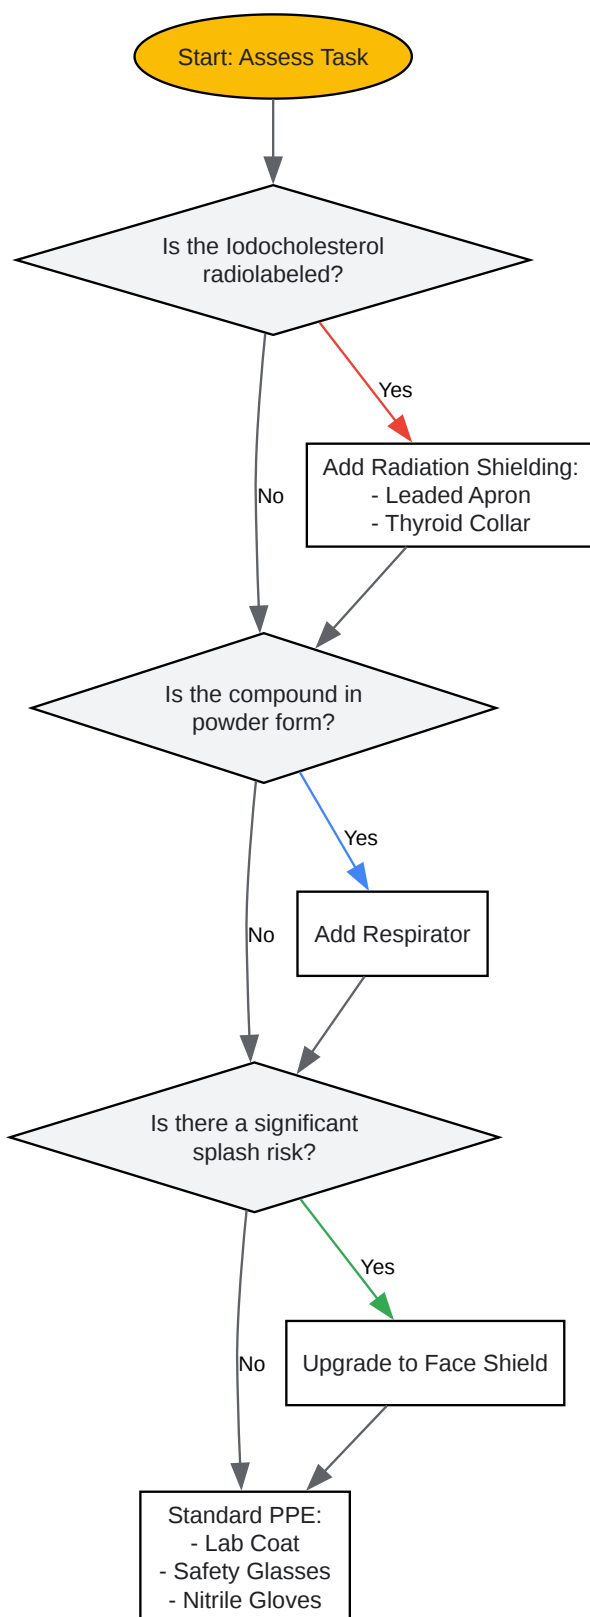 Start: Assess Task
Is the Iodocholesterol
radiolabeled?
Yes
No
Add Radiation Shielding:
- Leaded Apron
- Thyroid Collar
Is the compound in
powder form?
Yes
No
Add Respirator
Is there a significant
splash risk?
Yes
No
Upgrade to Face Shield
Standard PPE:
- Lab Coat
- Safety Glasses
- Nitrile Gloves